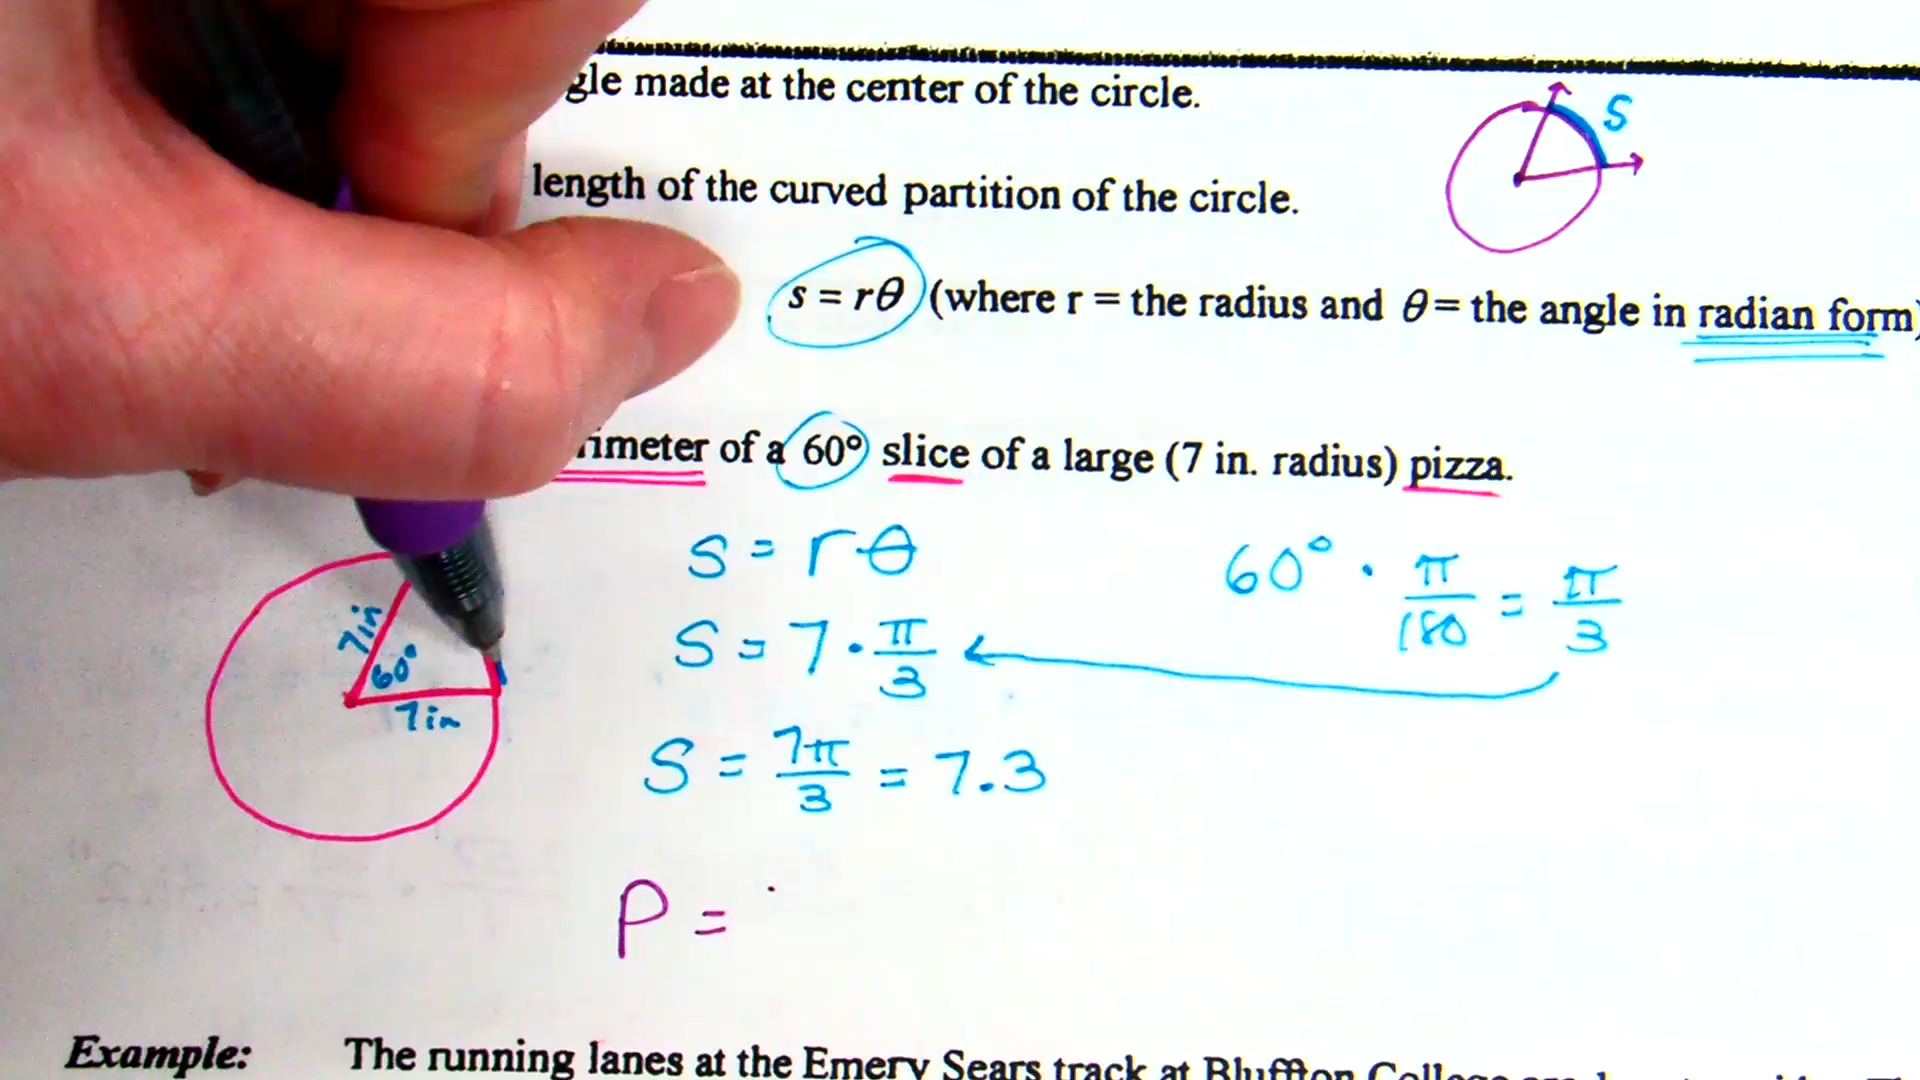 made at the center of the circle.
S
length of the curved partition of the circle.
s = rθ (where r = the radius and θ = the angle in radian form)
of a 60° slice of a large (7 in. radius) pizza.
S = rθ
60° · π/180 = π/3
7in
60°
7in
S = 7 · π/3
S = 7π/3 = 7.3
P =
Example: The running lanes at the Emery Sears track at Bluffton College